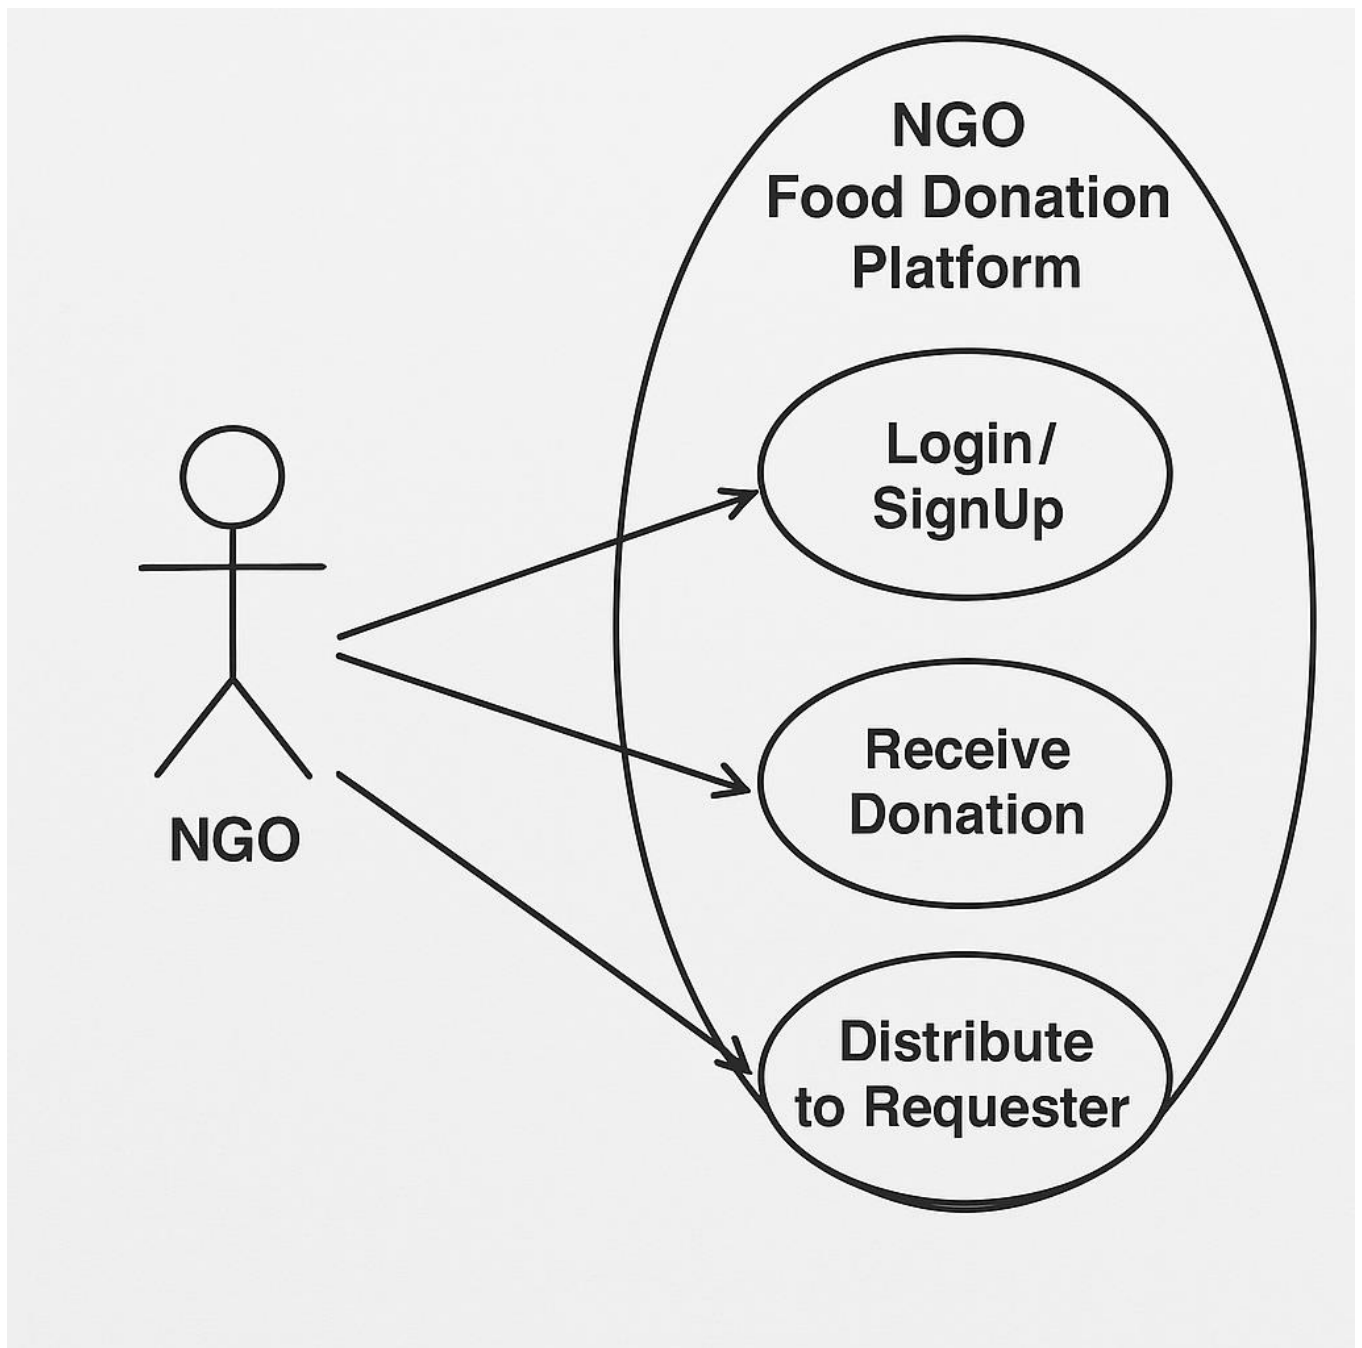 NGO
Food Donation
Platform
Login/
SignUp
Receive
Donation
Distribute
to Requester
NGO